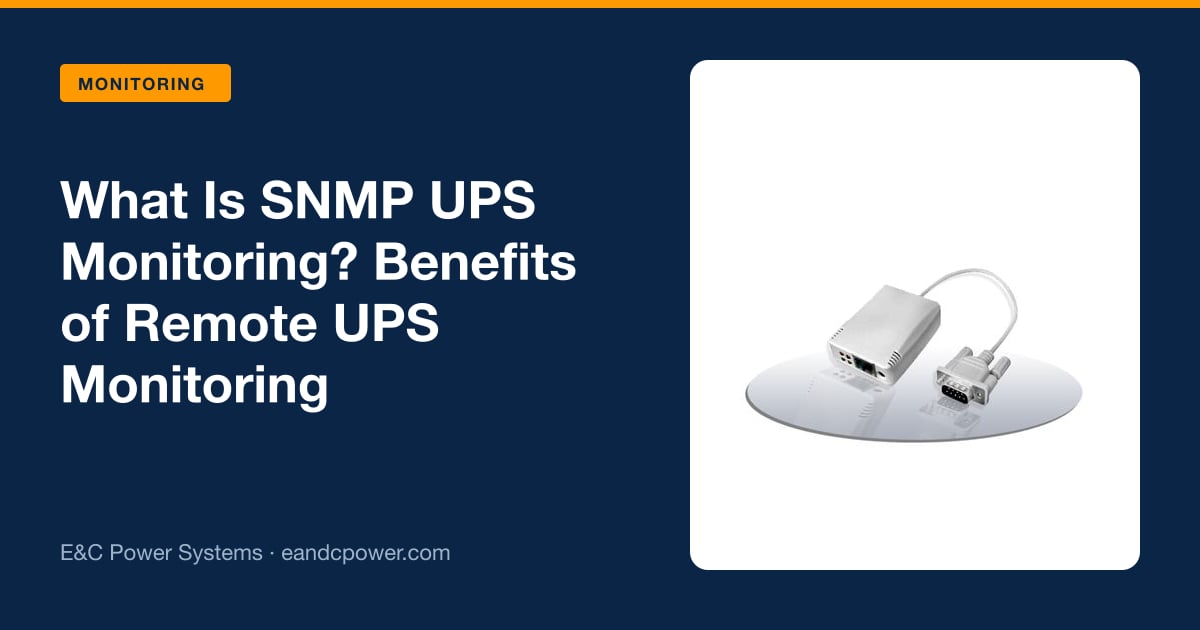 MONITORING
What Is SNMP UPS
Monitoring? Benefits
of Remote UPS
Monitoring
E&C Power Systems · eandcpower.com